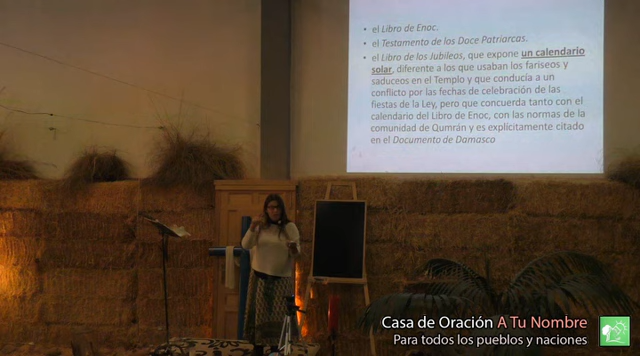 • el Libro de Enoc.
• el Testamento de los Doce Patriarcas.
• el Libro de los Jubileos, que expone un calendario
solar, diferente a los que usaban los fariseos y
saduceos en el Templo y que conducía a un
conflicto por las fechas de celebración de las
fiestas de la Ley, pero que concuerda tanto con el
calendario del Libro de Enoc, con las normas de la
comunidad de Qumrán y es explícitamente citado
en el Documento de Damasco
Casa de Oración A Tu Nombre
Para todos los pueblos y naciones